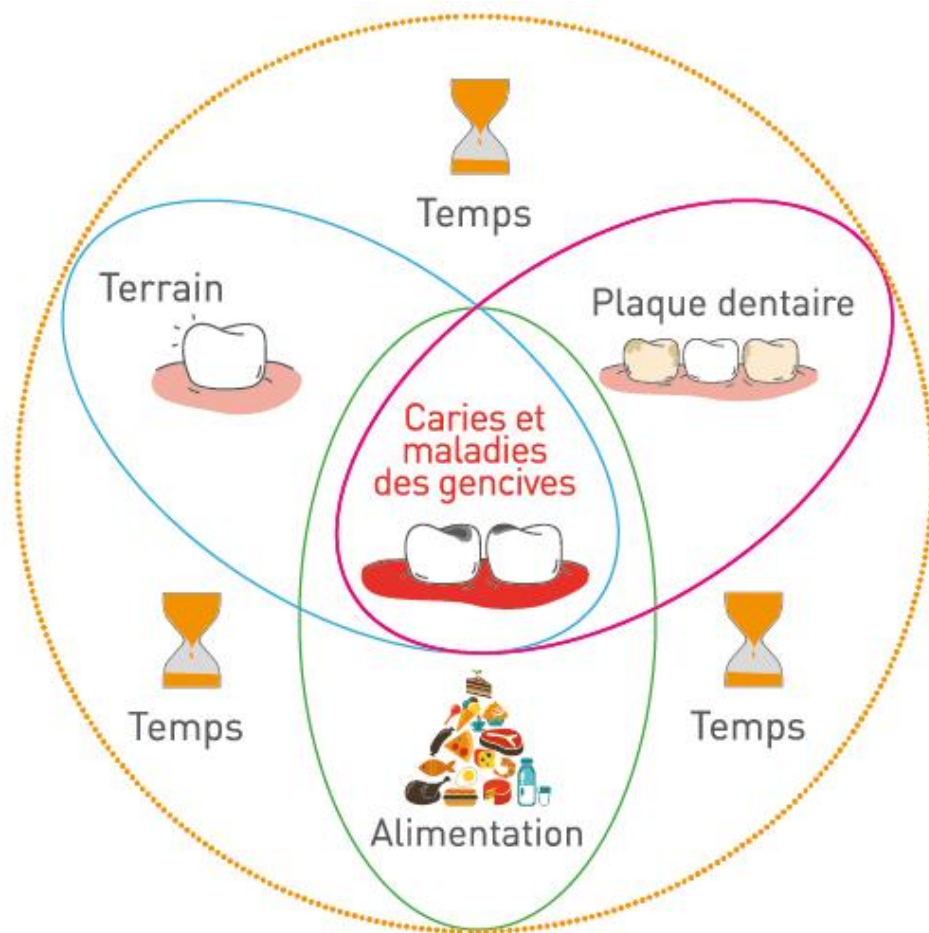 Temps
Terrain
Plaque dentaire
Caries et
maladies
des gencives
Temps
Temps
Alimentation